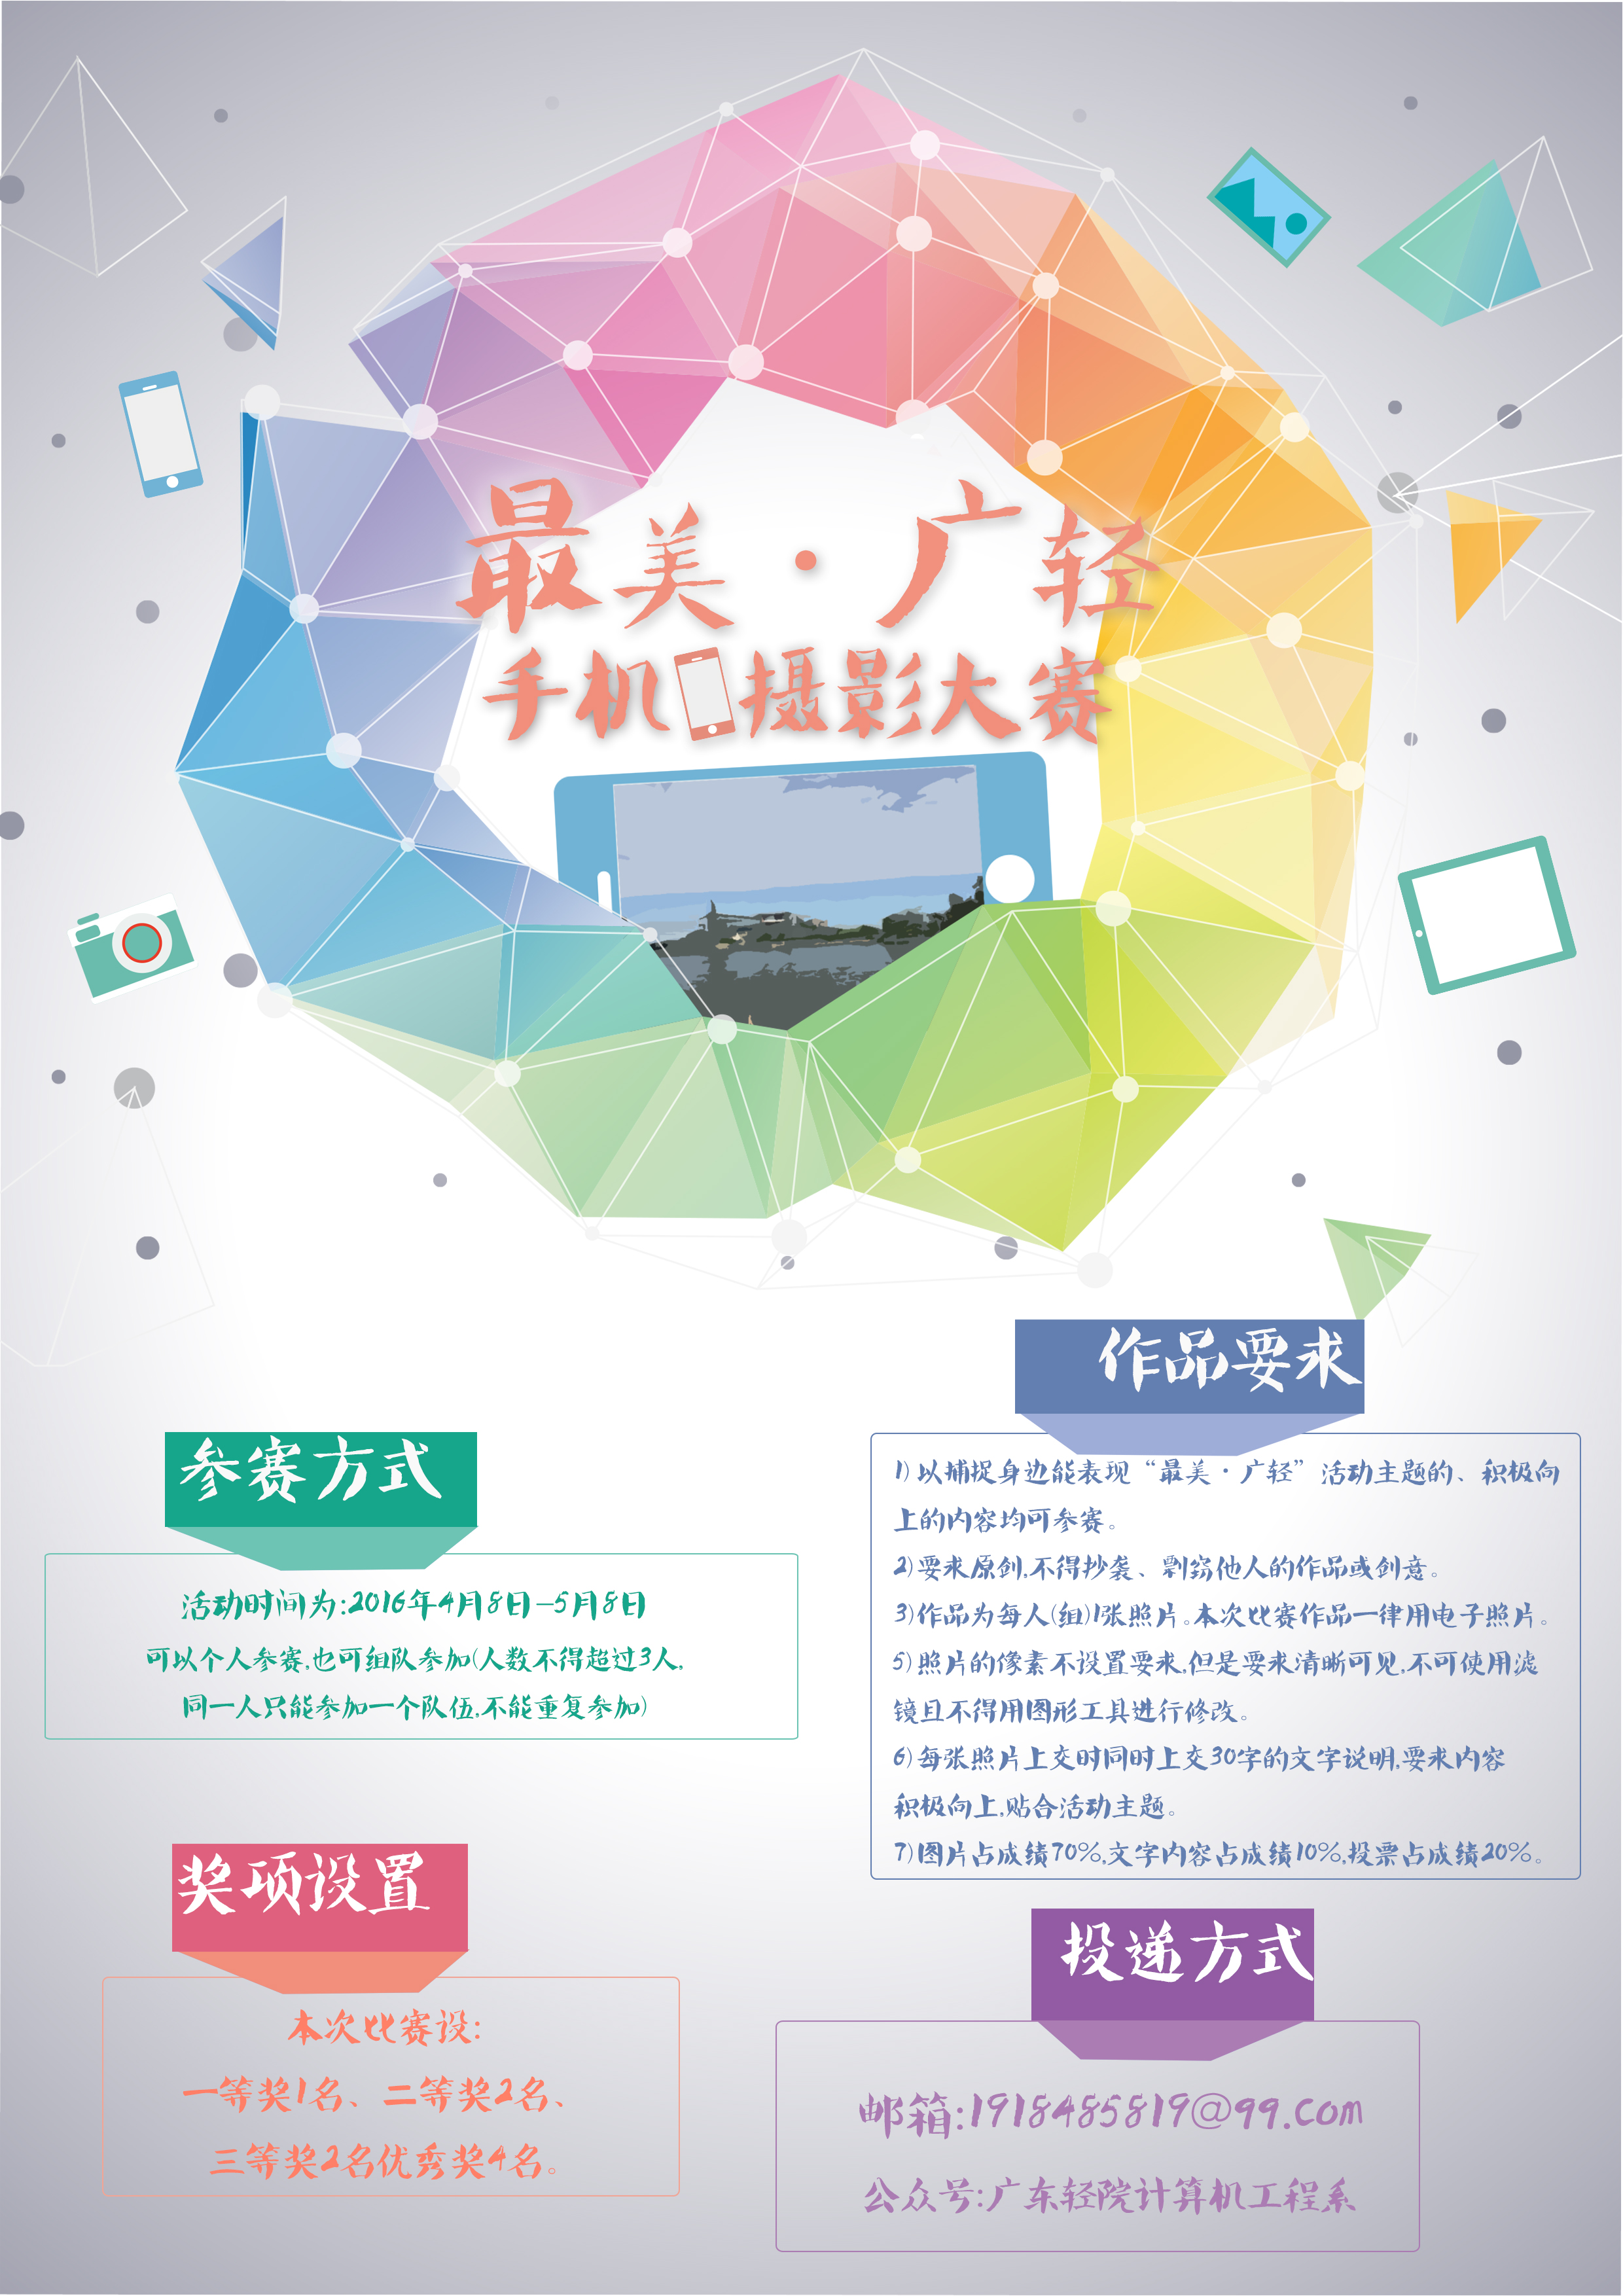 最美·广轻
手机摄影大赛
参赛方式
活动时间为:2016年4月8日-5月8日
可以个人参赛,也可组队参加(人数不得超过3人,
同一人只能参加一个队伍,不能重复参加)
作品要求
1)以捕捉身边能表现“最美·广轻”活动主题的、积极向
上的内容均可参赛。
2)要求原创,不得抄袭、剽窃他人的作品或创意。
3)作品为每人(组)1张照片。本次比赛作品一律用电子照片。
5)照片的像素不设置要求,但是要求清晰可见,不可使用滤
镜且不得用图形工具进行修改。
6)每张照片上交时同时上交30字的文字说明,要求内容
积极向上,贴合活动主题。
7)图片占成绩70%,文字内容占成绩10%,投票占成绩20%。
奖项设置
本次比赛设:
一等奖1名、二等奖2名、
三等奖2名优秀奖4名。
投递方式
邮箱:1918485819@99.com
公众号:广东轻院计算机工程系